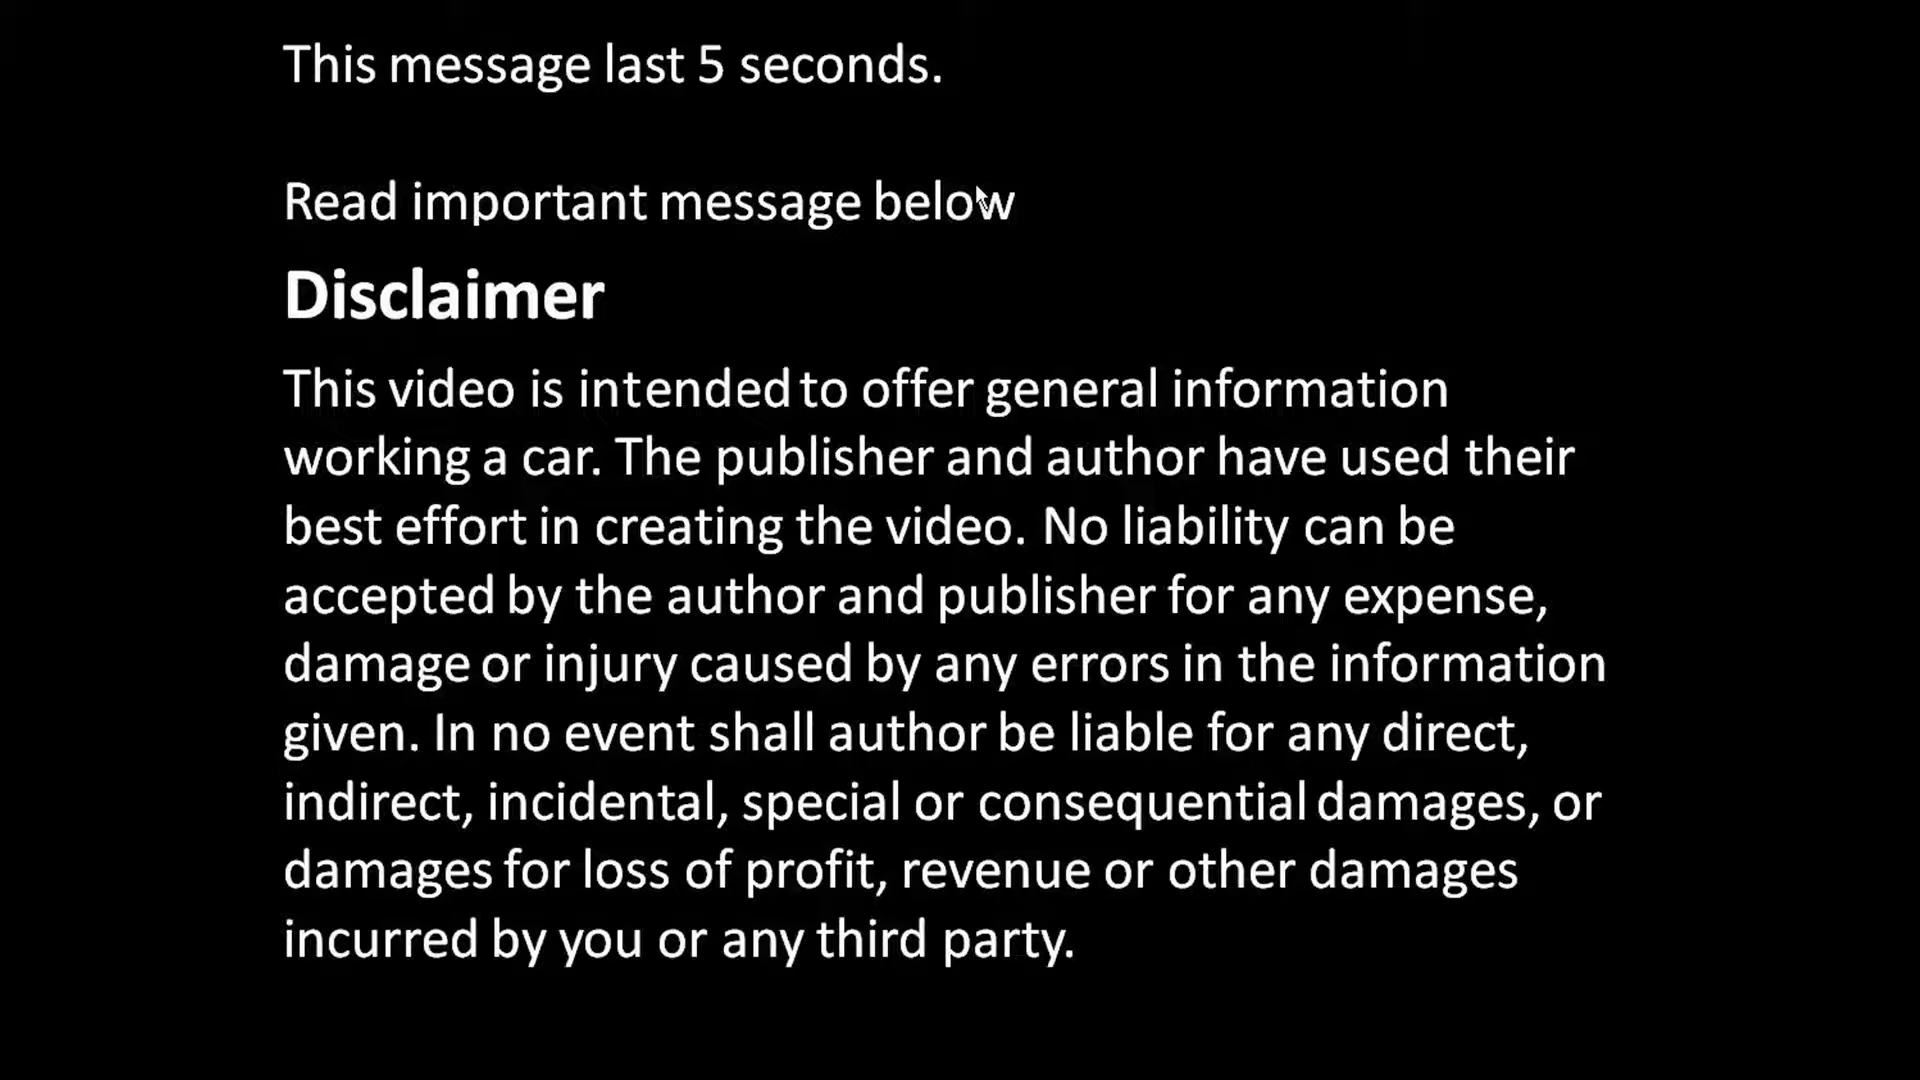 This message last 5 seconds.
Read important message below
Disclaimer
This video is intended to offer general information
working a car. The publisher and author have used their
best effort in creating the video. No liability can be
accepted by the author and publisher for any expense,
damage or injury caused by any errors in the information
given. In no event shall author be liable for any direct,
indirect, incidental, special or consequential damages, or
damages for loss of profit, revenue or other damages
incurred by you or any third party.